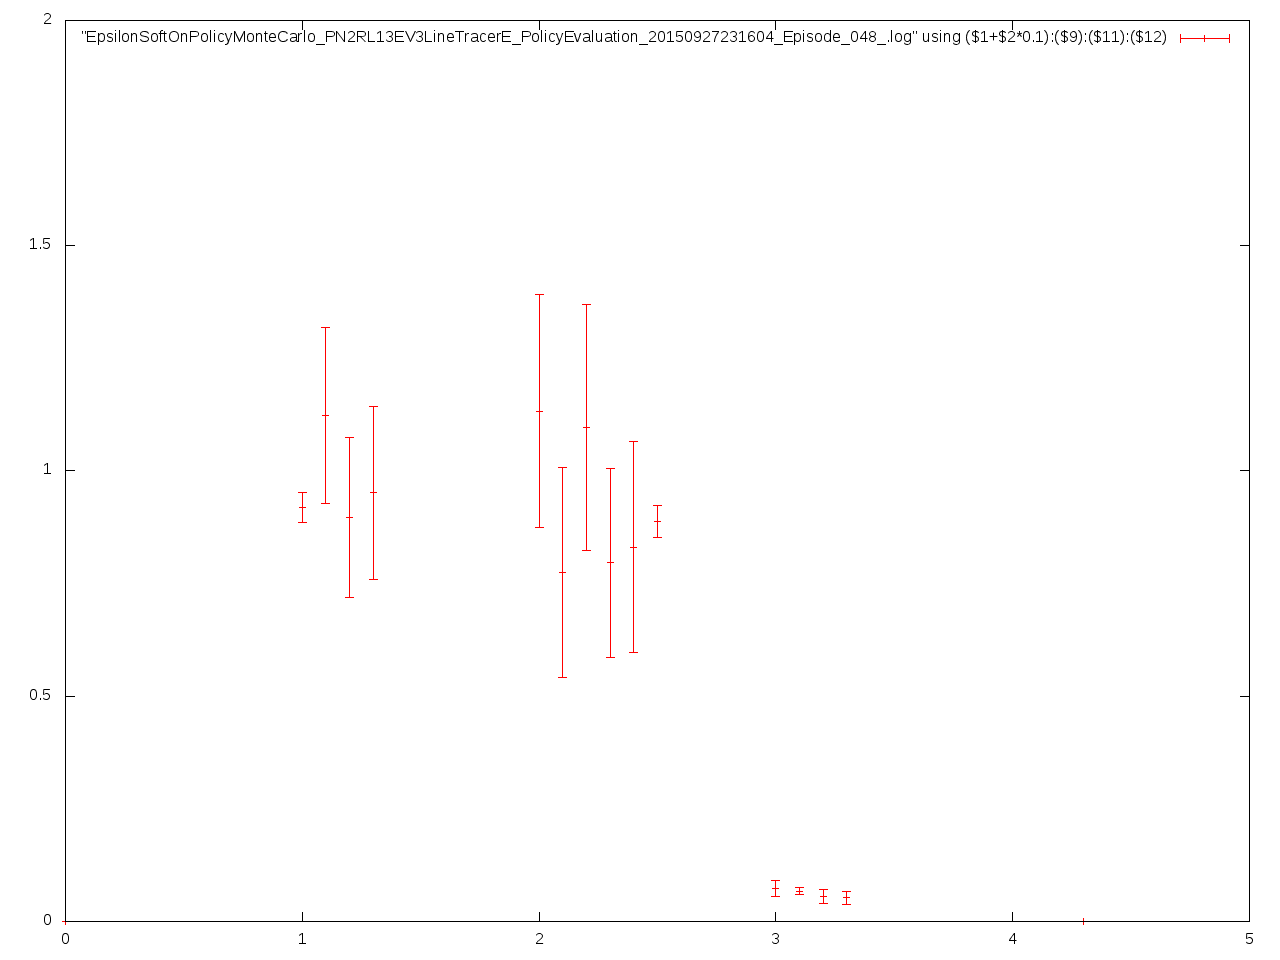 2
"EpsilonSoftOnPolicyMonteCarlo_PN2RL13EV3LineTracerE_PolicyEvaluation_20150927231604_Episode_048_.log" using ($1+$2*0.1):($9):($11):($12)
1.5
1
0.5
0
0 1 2 3 4 5